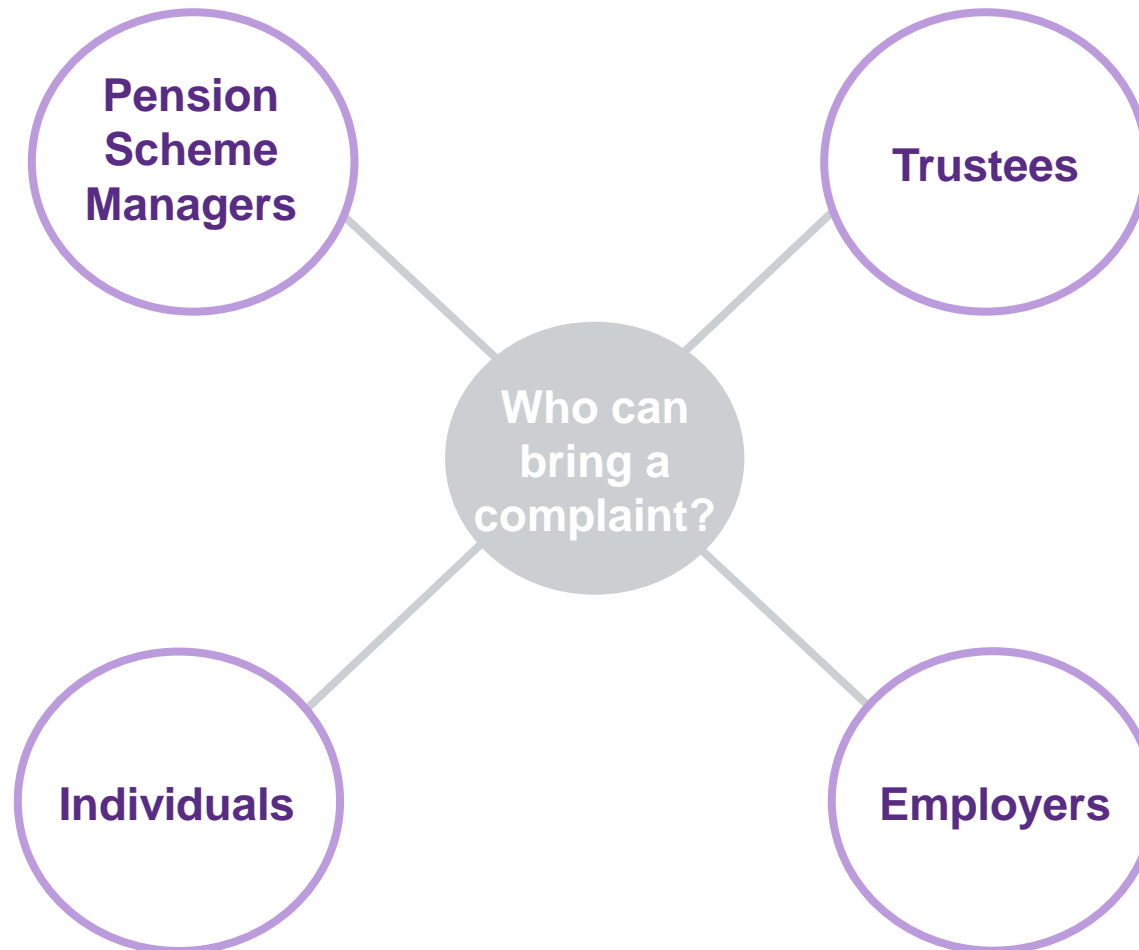 Pension
Scheme
Managers
Trustees
Who can
bring a
complaint?
Individuals
Employers